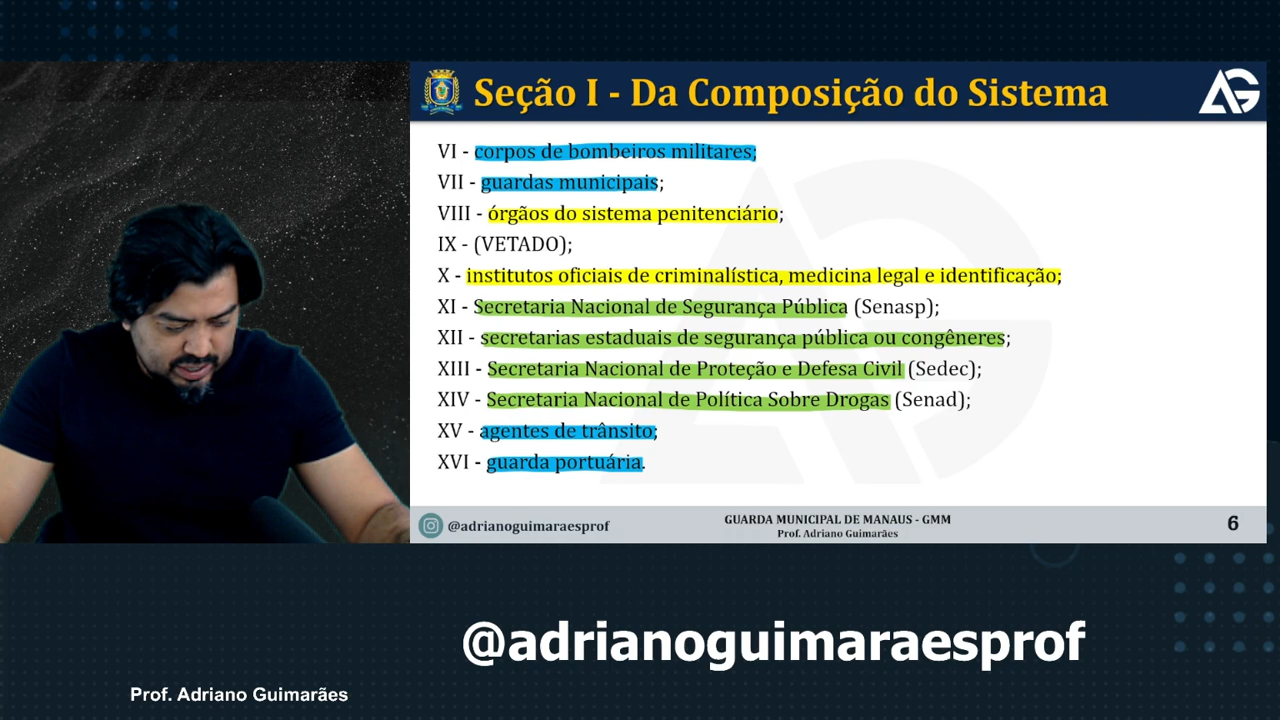 Seção I - Da Composição do Sistema
VI - corpos de bombeiros militares;
VII - guardas municipais;
VIII - órgãos do sistema penitenciário;
IX - (VETADO);
X - institutos oficiais de criminalística, medicina legal e identificação;
XI - Secretaria Nacional de Segurança Pública (Senasp);
XII - secretarias estaduais de segurança pública ou congêneres;
XIII - Secretaria Nacional de Proteção e Defesa Civil (Sedec);
XIV - Secretaria Nacional de Política Sobre Drogas (Senad);
XV - agentes de trânsito;
XVI - guarda portuária.
@adrianoguimaraesprof
GUARDA MUNICIPAL DE MANAUS - GMM
Prof. Adriano Guimarães
6
@adrianoguimaraesprof
Prof. Adriano Guimarães